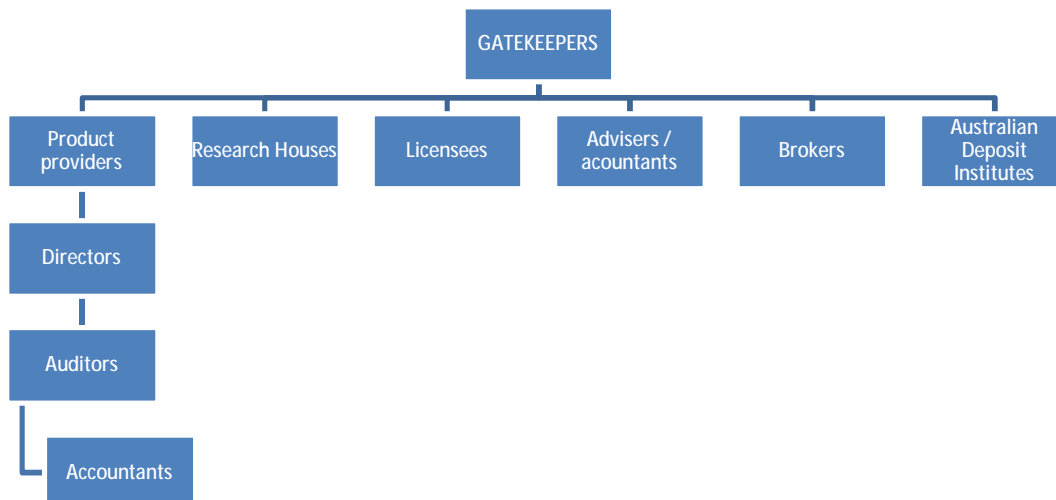 GATEKEEPERS
Product
providers
Research Houses
Licensees
Advisers /
acountants
Brokers
Australian
Deposit
Institutes
Directors
Auditors
Accountants